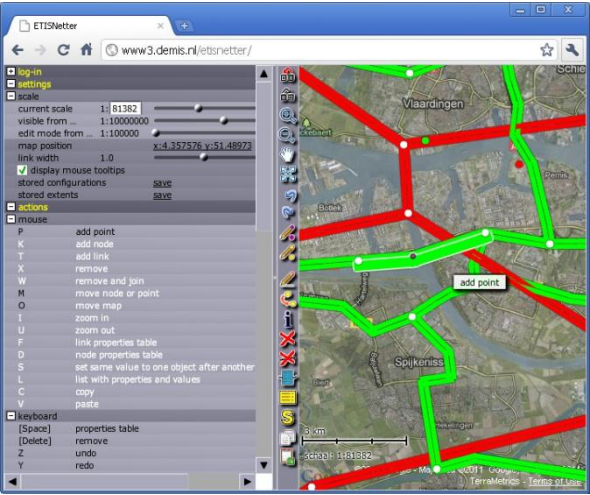 ETISNetter
www3.demis.nl/etisnetter/
log-in
settings
scale
current scale 1: 81382
visible from ... 1:10000000
edit mode from ... 1:100000
map position x:4.357576 y:51.48973
link width 1.0
display mouse tooltips
stored configurations save
stored extents save
actions
mouse
P add point
K add node
T add link
X remove
W remove and join
M move node or point
O move map
I zoom in
U zoom out
F link properties table
D node properties table
S set same value to one object after another
L list with properties and values
C copy
V paste
keyboard
[Space] properties table
[Delete] remove
Z undo
Y redo
Schie
Vlaardingen
Pernis
Botlek
add point
Spijkeniss
Hekelingen
3 km
schaal: 1:81382
©2011 Google
TerraMetrics - Terms of Use